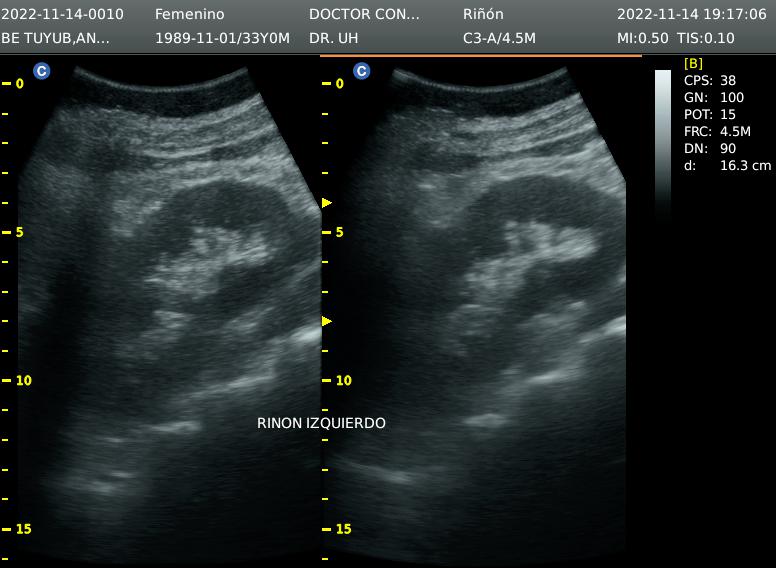 2022-11-14-0010 Femenino DOCTOR CON... Riñón 2022-11-14 19:17:06
BE TUYUB,AN... 1989-11-01/33Y0M DR. UH C3-A/4.5M MI:0.50 TIS:0.10
C C
[B]
CPS: 38
GN: 100
POT: 15
FRC: 4.5M
DN: 90
d: 16.3 cm
0 0
5 5
10 10
RINON IZQUIERDO
15 15